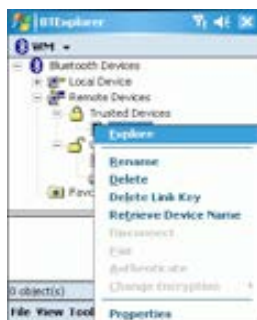 BTExplorer
WM
Bluetooth Devices
Local Device
Remote Devices
Trusted Devices
Explore
Rename
Delete
Delete Link Key
Retrieve Device Name
Disconnect
Pair
Authenticate
Change Encryption
Properties
Favo
0 object(s)
File View Tool